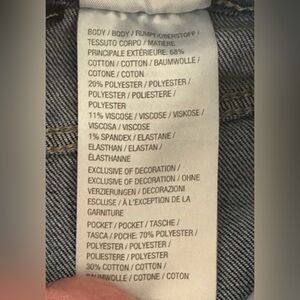 BODY / BODY / RUMPF/OBERSTOFF /
TESSUTO CORPO / MATIÈRE
PRINCIPALE EXTÉRIEURE: 68%
COTTON / COTTON / BAUMWOLLE /
COTONE / COTON
20% POLYESTER / POLYESTER /
POLYESTER / POLIESTERE /
POLYESTER
11% VISCOSE / VISCOSE / VISKOSE /
VISCOSA / VISCOSE
1% SPANDEX / ELASTANE /
ELASTHAN / ELASTAN /
ÉLASTHANNE
EXCLUSIVE OF DECORATION /
EXCLUSIVE OF DECORATION / OHNE
VERZIERUNGEN / DECORAZIONI
ESCLUSE / À L'EXCEPTION DE LA
GARNITURE
POCKET / POCKET / TASCHE /
TASCA / POCHE: 70% POLYESTER /
POLYESTER / POLYESTER /
POLIESTERE / POLYESTER
30% COTTON / COTTON /
BAUMWOLLE / COTONE / COTON